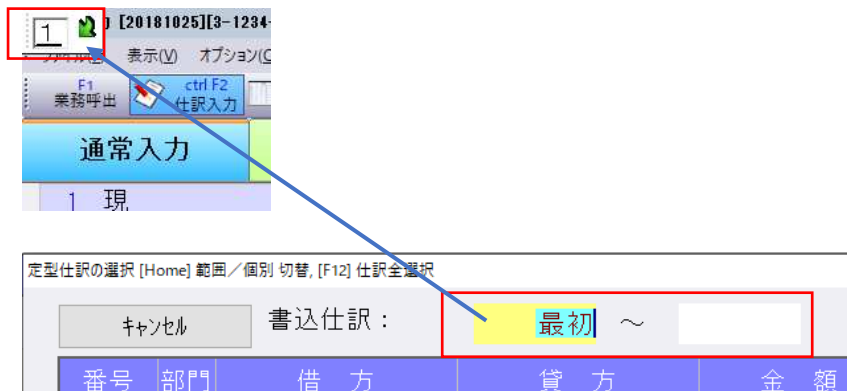 1 [20181025][3-1234-
表示(V) オプション(O
F1 業務呼出 ctrl F2 仕訳入力
通常入力
1 現
定型仕訳の選択 [Home] 範囲／個別 切替, [F12] 仕訳全選択
キャンセル 書込仕訳： 最初 ～
番号 部門 借 方 貸 方 金 額